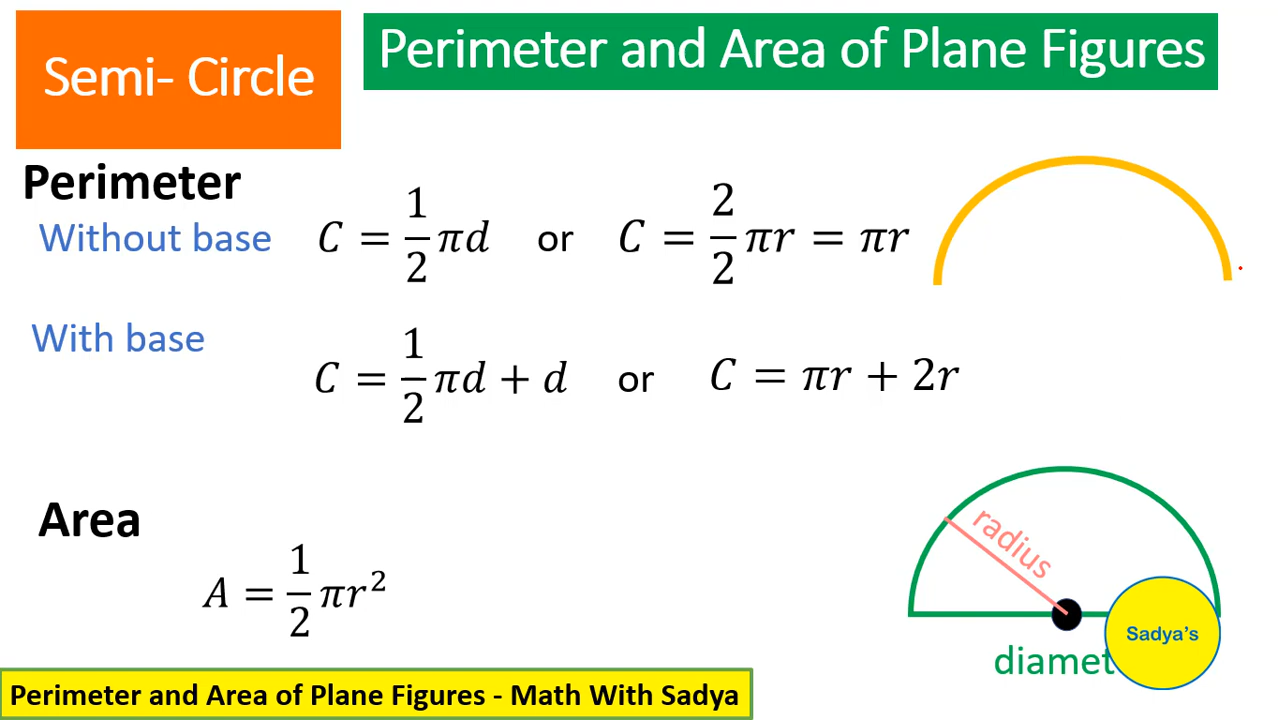 Semi- Circle
Perimeter and Area of Plane Figures
Perimeter
Without base C = 1/2 πd or C = 2/2 πr = πr
With base
C = 1/2 πd + d or C = πr + 2r
Area
A = 1/2 πr²
radius
Sadya's
diamet
Perimeter and Area of Plane Figures - Math With Sadya